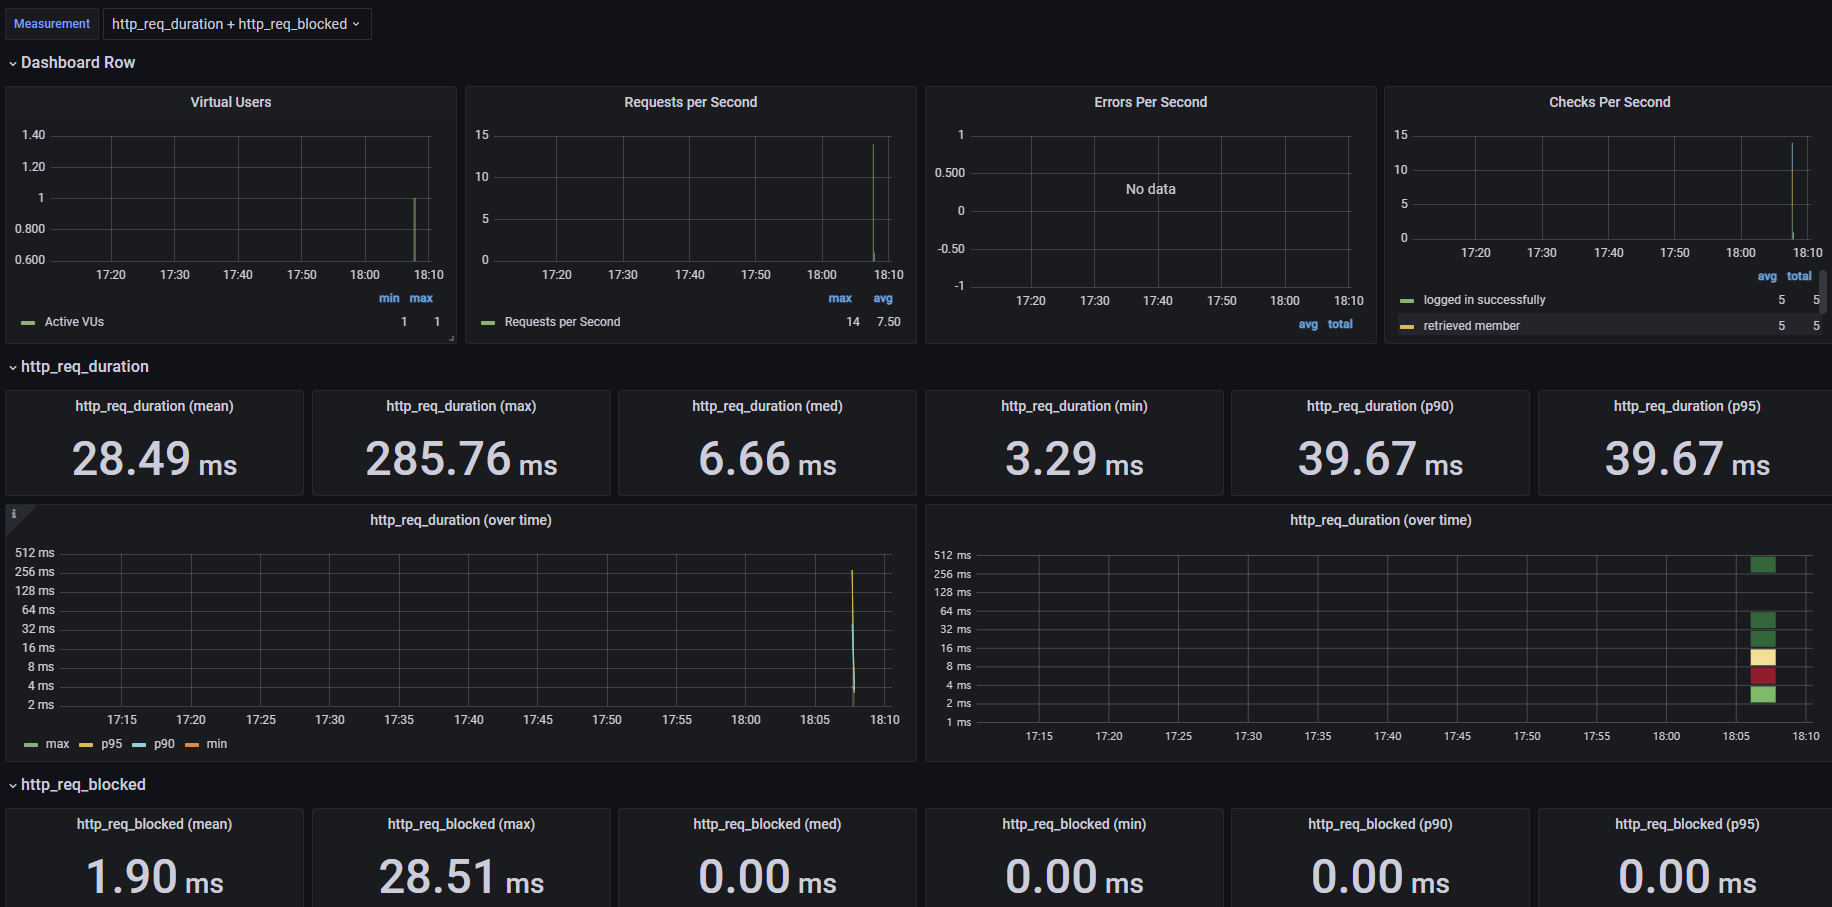 Measurement http_req_duration + http_req_blocked
Dashboard Row
Virtual Users
1.40
1.20
1
0.800
0.600
17:20 17:30 17:40 17:50 18:00 18:10
min max
Active VUs 1 1
Requests per Second
15
10
5
0
17:20 17:30 17:40 17:50 18:00 18:10
max avg
Requests per Second 14 7.50
Errors Per Second
1
0.500
0
-0.50
-1
No data
17:20 17:30 17:40 17:50 18:00 18:10
avg total
Checks Per Second
15
10
5
0
17:20 17:30 17:40 17:50 18:00 18:10
avg total
logged in successfully 5 5
retrieved member 5 5
http_req_duration
http_req_duration (mean)
28.49 ms
http_req_duration (max)
285.76 ms
http_req_duration (med)
6.66 ms
http_req_duration (min)
3.29 ms
http_req_duration (p90)
39.67 ms
http_req_duration (p95)
39.67 ms
i
http_req_duration (over time)
512 ms
256 ms
128 ms
64 ms
32 ms
16 ms
8 ms
4 ms
2 ms
17:15 17:20 17:25 17:30 17:35 17:40 17:45 17:50 17:55 18:00 18:05 18:10
max p95 p90 min
http_req_duration (over time)
512 ms
256 ms
128 ms
64 ms
32 ms
16 ms
8 ms
4 ms
2 ms
1 ms
17:15 17:20 17:25 17:30 17:35 17:40 17:45 17:50 17:55 18:00 18:05 18:10
http_req_blocked
http_req_blocked (mean)
1.90 ms
http_req_blocked (max)
28.51 ms
http_req_blocked (med)
0.00 ms
http_req_blocked (min)
0.00 ms
http_req_blocked (p90)
0.00 ms
http_req_blocked (p95)
0.00 ms